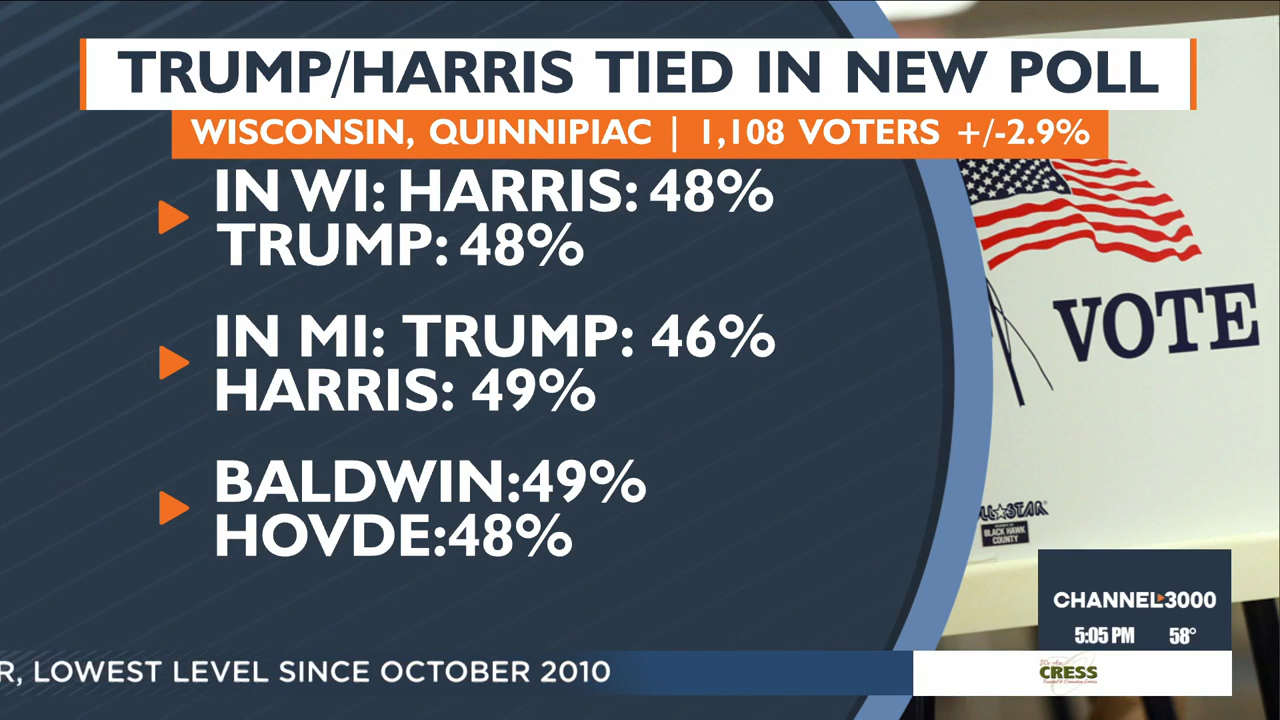 TRUMP/HARRIS TIED IN NEW POLL
WISCONSIN, QUINNIPIAC | 1,108 VOTERS +/-2.9%
IN WI: HARRIS: 48%
TRUMP: 48%
IN MI: TRUMP: 46%
HARRIS: 49%
BALDWIN:49%
HOVDE:48%
VOTE
BLACK HAWK
COUNTY
CHANNEL3000
5:05 PM 58°
R, LOWEST LEVEL SINCE OCTOBER 2010
CRESS